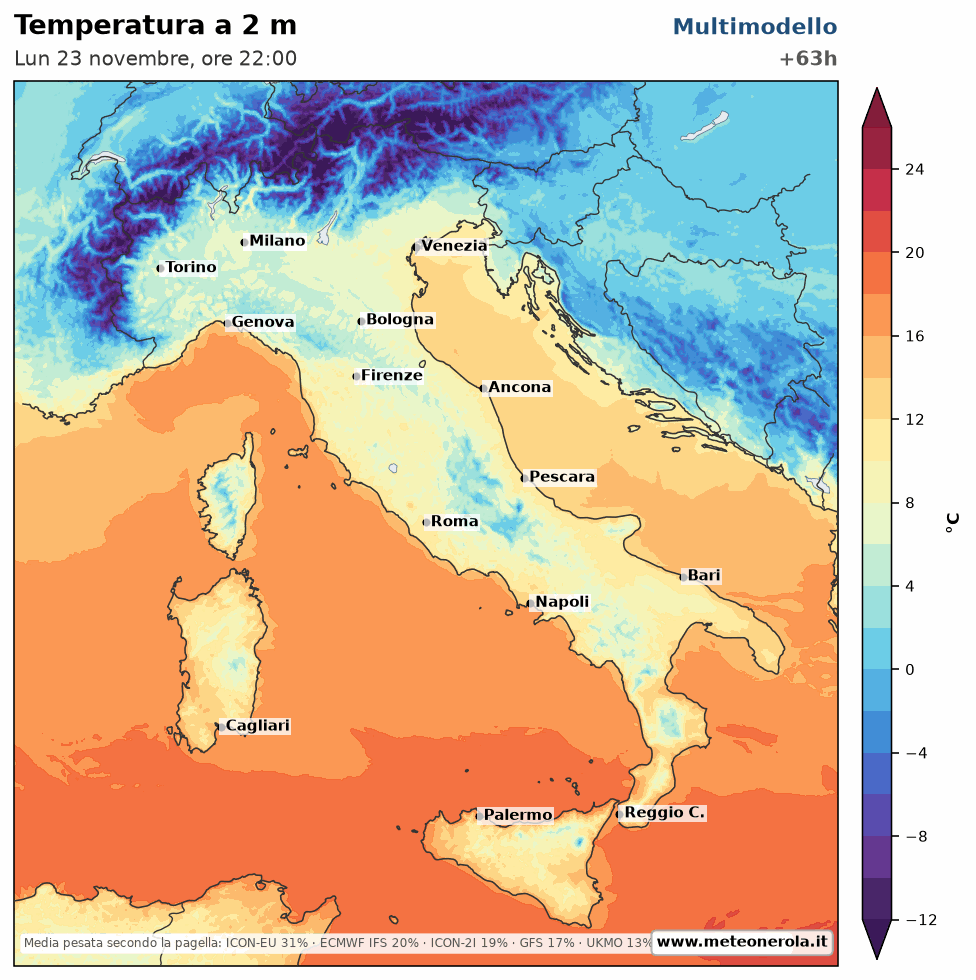 Temperatura a 2 m
Multimodello
Lun 23 novembre, ore 22:00
+63h
Milano
Venezia
Torino
Genova
Bologna
Firenze
Ancona
Pescara
Roma
Bari
Napoli
Cagliari
Palermo
Reggio C.
24
20
16
12
8
4
0
−4
−8
−12
°C
Media pesata secondo la pagella: ICON-EU 31% · ECMWF IFS 20% · ICON-2I 19% · GFS 17% · UKMO 13%
www.meteonerola.it